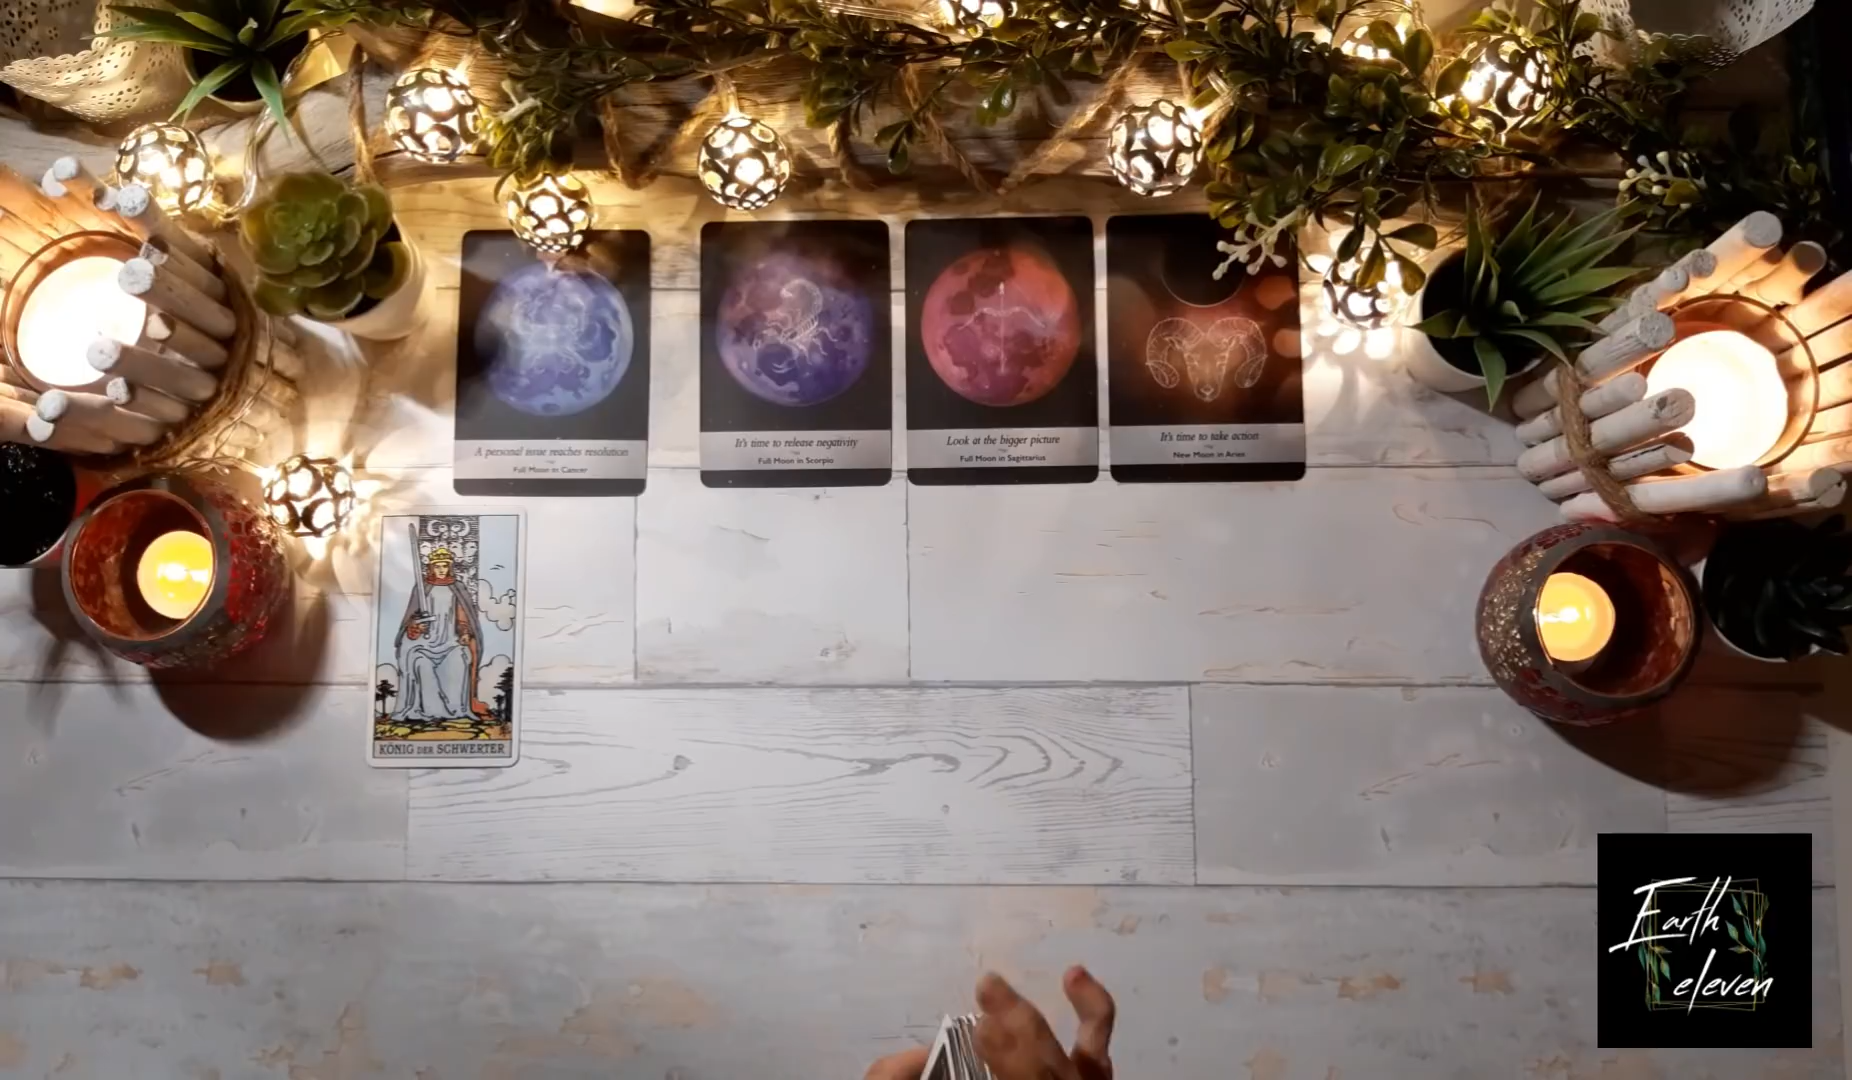 A personal issue reaches resolution
Full Moon in Cancer
It's time to release negativity
Full Moon in Scorpio
Look at the bigger picture
Full Moon in Sagittarius
It's time to take action
New Moon in Aries
KÖNIG DER SCHWERTER
Earth
eleven